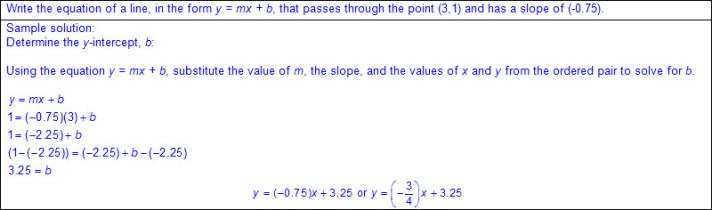 Write the equation of a line, in the form y = mx + b, that passes through the point (3,1) and has a slope of (-0.75).
Sample solution:
Determine the y-intercept, b:
Using the equation y = mx + b, substitute the value of m, the slope, and the values of x and y from the ordered pair to solve for b.
y = mx + b
1= (−0.75)(3) + b
1= (−2.25) + b
(1−(−2.25)) = (−2.25) + b −(−2.25)
3.25 = b
y = (−0.75)x + 3.25 or y = (−3/4)x + 3.25